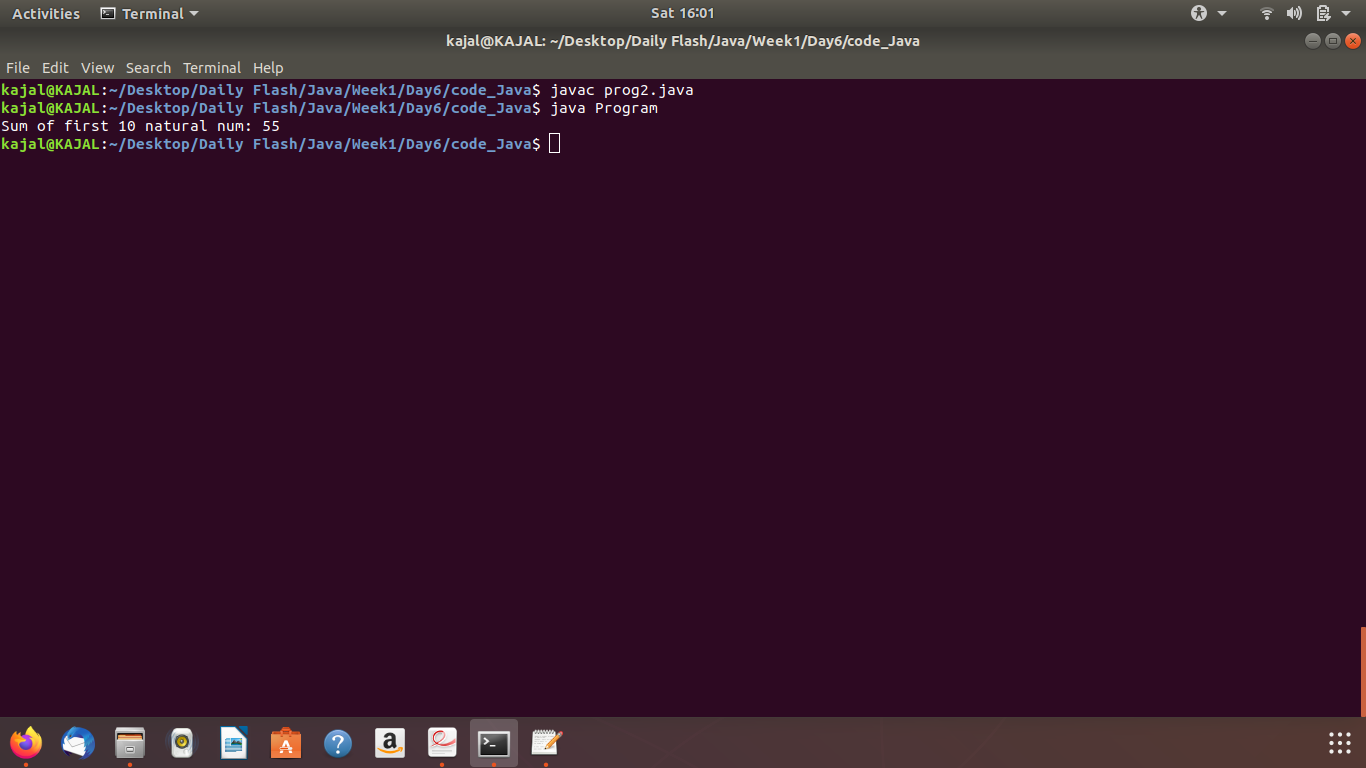 Activities Terminal Sat 16:01
kajal@KAJAL: ~/Desktop/Daily Flash/Java/Week1/Day6/code_Java
File Edit View Search Terminal Help
kajal@KAJAL:~/Desktop/Daily Flash/Java/Week1/Day6/code_Java$ javac prog2.java
kajal@KAJAL:~/Desktop/Daily Flash/Java/Week1/Day6/code_Java$ java Program
Sum of first 10 natural num: 55
kajal@KAJAL:~/Desktop/Daily Flash/Java/Week1/Day6/code_Java$